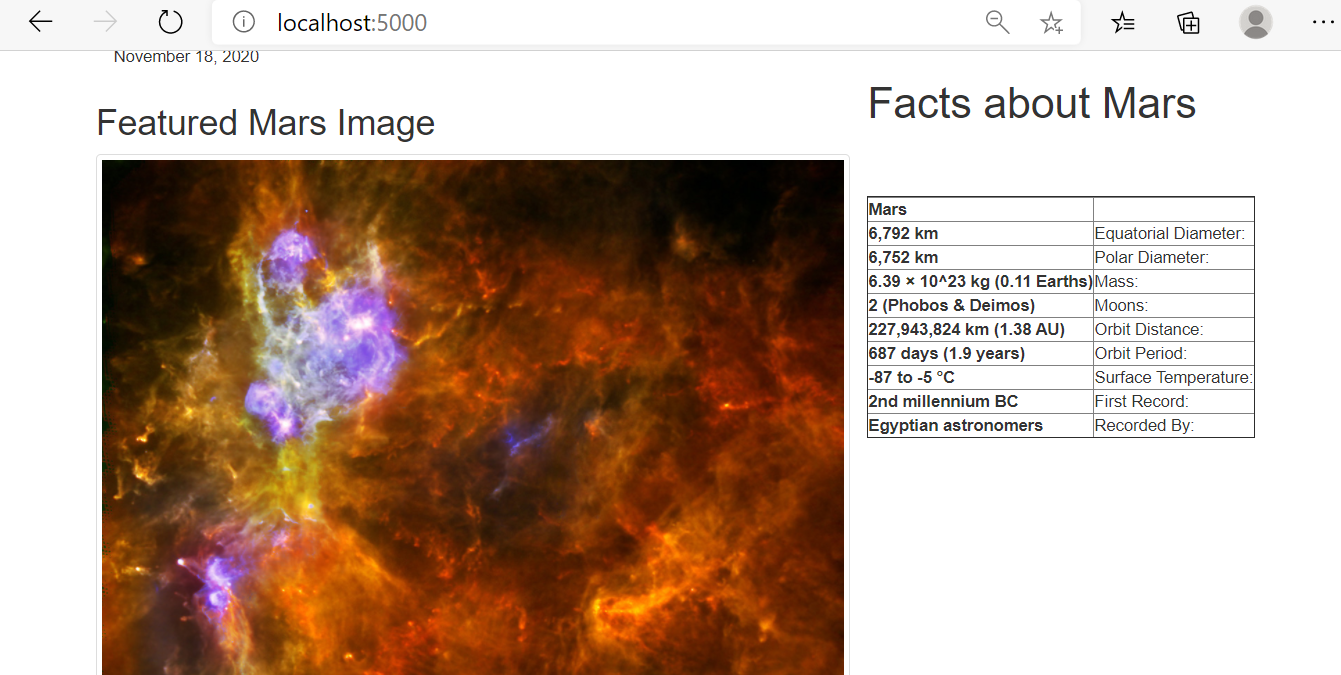 localhost:5000
November 18, 2020
Featured Mars Image
Facts about Mars
Mars
6,792 km Equatorial Diameter:
6,752 km Polar Diameter:
6.39 × 10^23 kg (0.11 Earths) Mass:
2 (Phobos & Deimos) Moons:
227,943,824 km (1.38 AU) Orbit Distance:
687 days (1.9 years) Orbit Period:
-87 to -5 °C Surface Temperature:
2nd millennium BC First Record:
Egyptian astronomers Recorded By: